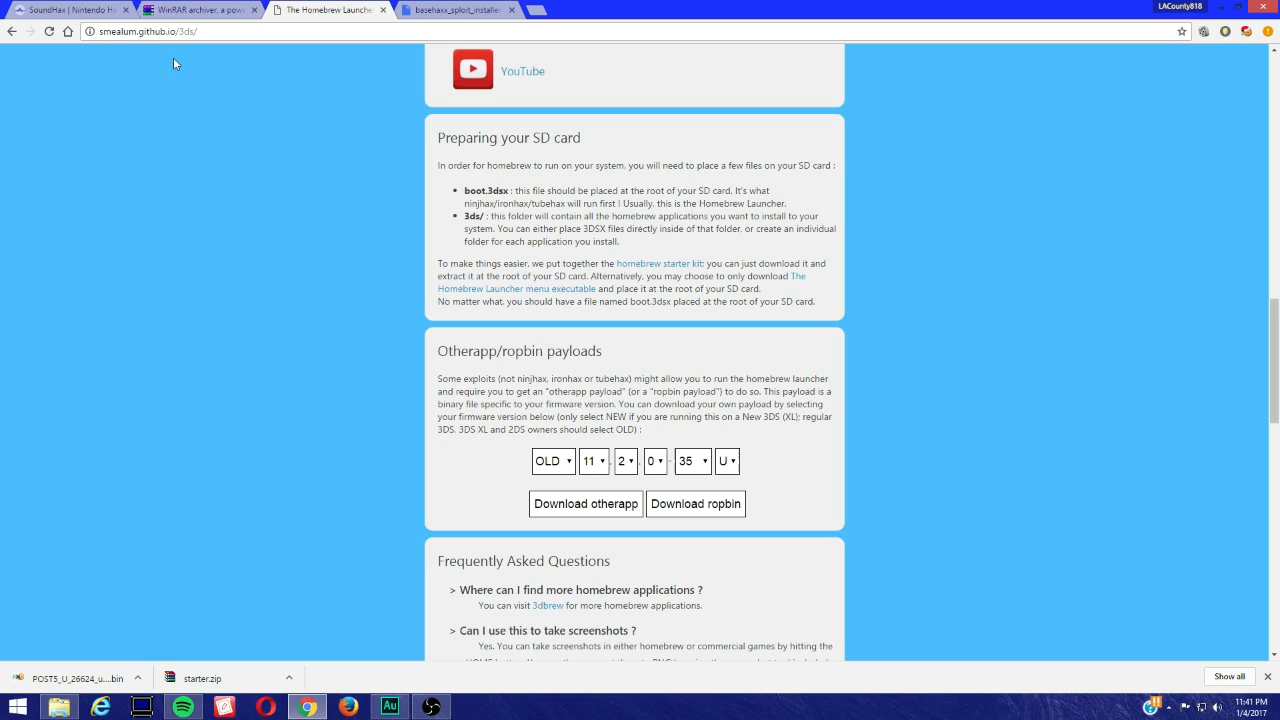 LACounty818
SoundHax | Nintendo H
WinRAR archiver, a pow
The Homebrew Launche
basehaxx_sploit_installer
smealum.github.io/3ds/
YouTube
Preparing your SD card
In order for homebrew to run on your system, you will need to place a few files on your SD card :
boot.3dsx : this file should be placed at the root of your SD card. It's what
ninjhax/ironhax/tubehax will run first ! Usually, this is the Homebrew Launcher.
3ds/ : this folder will contain all the homebrew applications you want to install to your
system. You can either place 3DSX files directly inside of that folder, or create an individual
folder for each application you install.
To make things easier, we put together the homebrew starter kit; you can just download it and
extract it at the root of your SD card. Alternatively, you may choose to only download The
Homebrew Launcher menu executable and place it at the root of your SD card.
No matter what, you should have a file named boot.3dsx placed at the root of your SD card.
Otherapp/ropbin payloads
Some exploits (not ninjhax, ironhax or tubehax) might allow you to run the homebrew launcher
and require you to get an "otherapp payload" (or a "ropbin payload") to do so. This payload is a
binary file specific to your firmware version. You can download your own payload by selecting
your firmware version below (only select NEW if you are running this on a New 3DS (XL); regular
3DS, 3DS XL and 2DS owners should select OLD) :
OLD 11 . 2 . 0 - 35 U
Download otherapp Download ropbin
Frequently Asked Questions
> Where can I find more homebrew applications ?
You can visit 3dbrew for more homebrew applications.
> Can I use this to take screenshots ?
Yes. You can take screenshots in either homebrew or commercial games by hitting the
POST5_U_26624_u....bin
starter.zip
Show all
Au
11:41 PM
1/4/2017